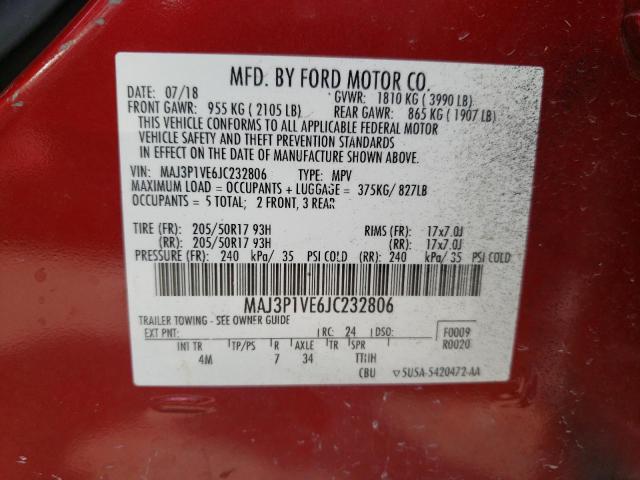 MFD. BY FORD MOTOR CO.
DATE: 07/18 GVWR: 1810 KG ( 3990 LB)
FRONT GAWR: 955 KG ( 2105 LB) REAR GAWR: 865 KG ( 1907 LB)
THIS VEHICLE CONFORMS TO ALL APPLICABLE FEDERAL MOTOR
VEHICLE SAFETY AND THEFT PREVENTION STANDARDS
IN EFFECT ON THE DATE OF MANUFACTURE SHOWN ABOVE.
VIN: MAJ3P1VE6JC232806 TYPE: MPV
MAXIMUM LOAD = OCCUPANTS + LUGGAGE = 375KG/ 827LB
OCCUPANTS = 5 TOTAL; 2 FRONT, 3 REAR
TIRE (FR): 205/50R17 93H RIMS (FR): 17x7.0J
(RR): 205/50R17 93H (RR): 17x7.0J
PRESSURE (FR): 240 kPa/ 35 PSI COLD (RR): 240 kPa/ 35 PSI COLD
MAJ3P1VE6JC232806
TRAILER TOWING - SEE OWNER GUIDE
EXT PNT: RC: 24 DSO: F0009
R0020
INT TR TP/PS R AXLE TR SPR
4M 7 34
CBU 5U5A-5420472-AA